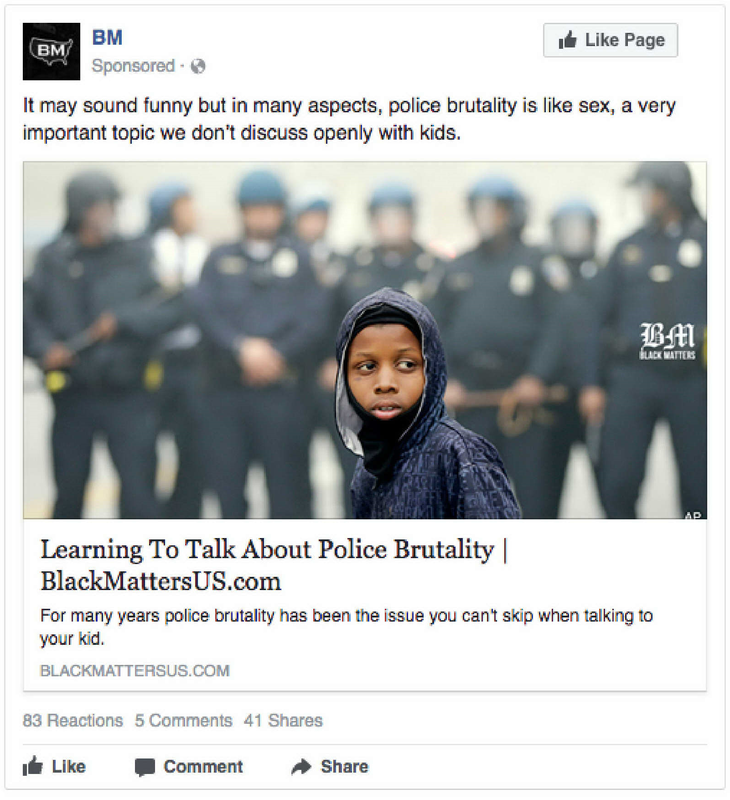 BM
BM
Like Page
Sponsored ·
It may sound funny but in many aspects, police brutality is like sex, a very
important topic we don't discuss openly with kids.
BM
BLACK MATTERS
AP
Learning To Talk About Police Brutality |
BlackMattersUS.com
For many years police brutality has been the issue you can't skip when talking to
your kid.
BLACKMATTERSUS.COM
83 Reactions 5 Comments 41 Shares
Like Comment Share